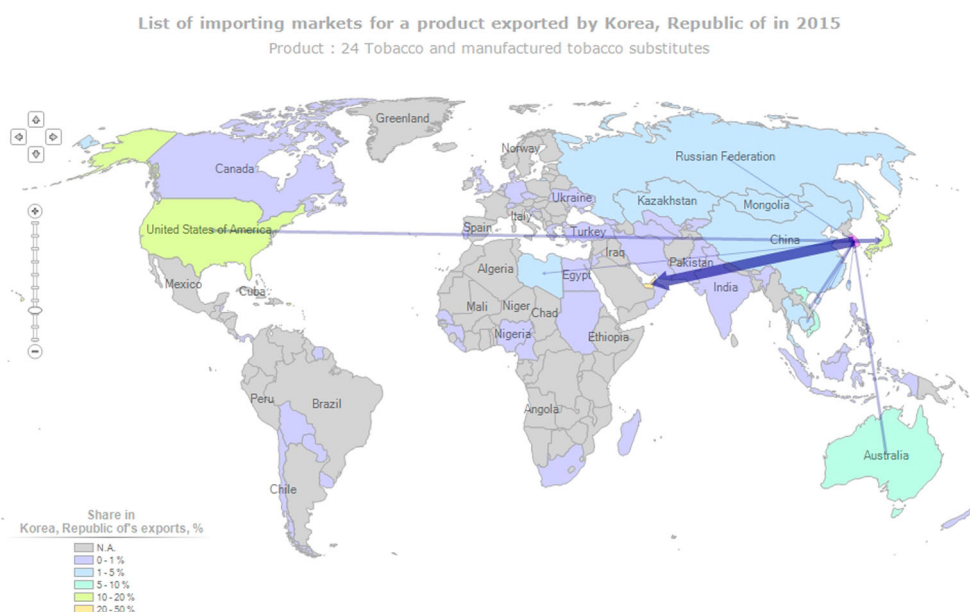 List of importing markets for a product exported by Korea, Republic of in 2015
Product : 24 Tobacco and manufactured tobacco substitutes
Greenland
Norway
Russian Federation
Canada
Ukraine
Kazakhstan
Mongolia
United States of America
Spain
Italy
Turkey
China
Iraq
Pakistan
Algeria
Egypt
India
Mexico
Cuba
Mali
Niger
Chad
Nigeria
Ethiopia
Peru
Brazil
Angola
Australia
Chile
Share in
Korea, Republic of's exports, %
N.A.
0 - 1 %
1 - 5 %
5 - 10 %
10 - 20 %
20 - 50 %